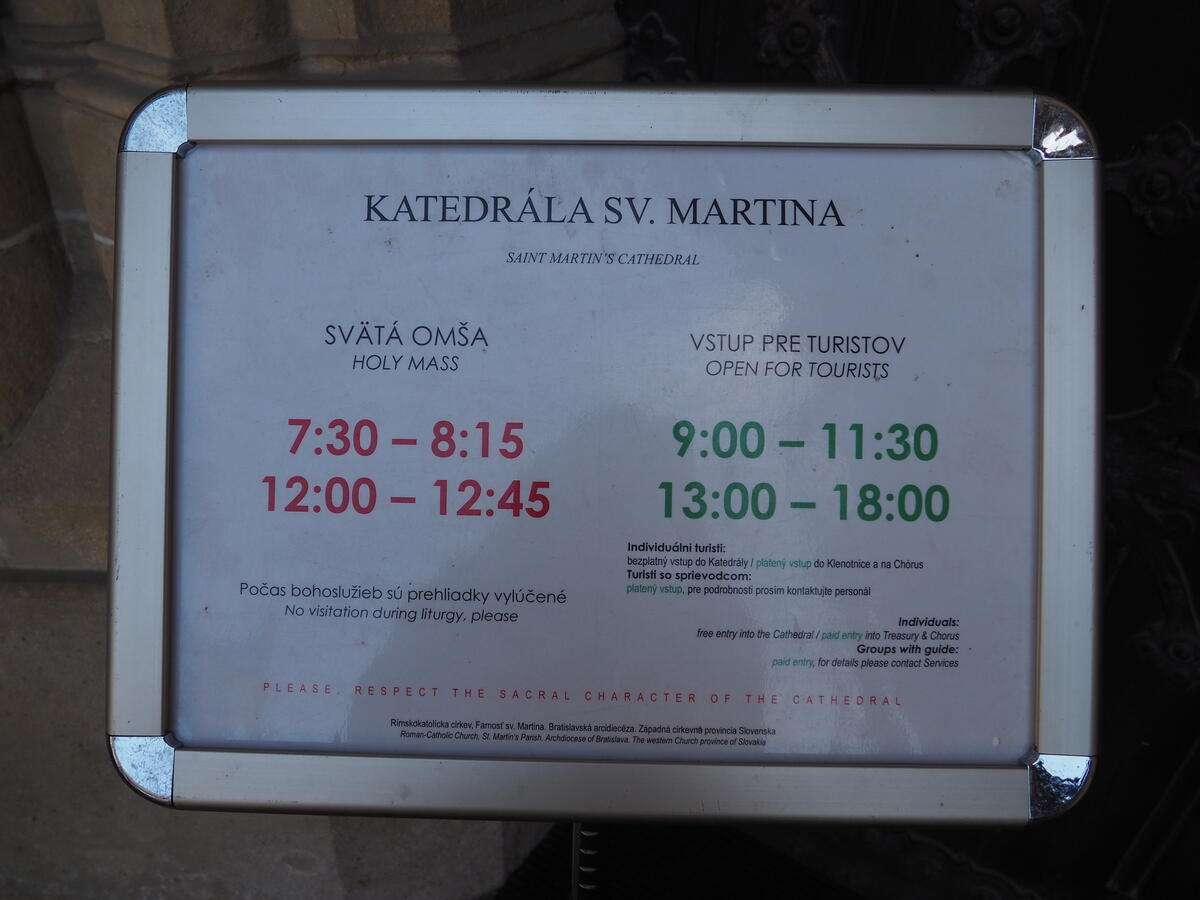 KATEDRÁLA SV. MARTINA
SAINT MARTIN'S CATHEDRAL
SVÄTÁ OMŠA
HOLY MASS
7:30 – 8:15
12:00 – 12:45
Počas bohoslužieb sú prehliadky vylúčené
No visitation during liturgy, please
VSTUP PRE TURISTOV
OPEN FOR TOURISTS
9:00 – 11:30
13:00 – 18:00
Individuálni turisti:
bezplatný vstup do Katedrály / platený vstup do Klenotnice a na Chórus
Turisti so sprievodcom:
platený vstup, pre podrobnosti prosím kontaktujte personál
Individuals:
free entry into the Cathedral / paid entry into Treasury & Chorus
Groups with guide:
paid entry, for details please contact Services
PLEASE, RESPECT THE SACRAL CHARACTER OF THE CATHEDRAL
Rímskokatolícka cirkev, Farnosť sv. Martina. Bratislavská arcidiecéza. Západná cirkevná provincia Slovenska
Roman-Catholic Church, St. Martin's Parish. Archdiocese of Bratislava. The western Church province of Slovakia